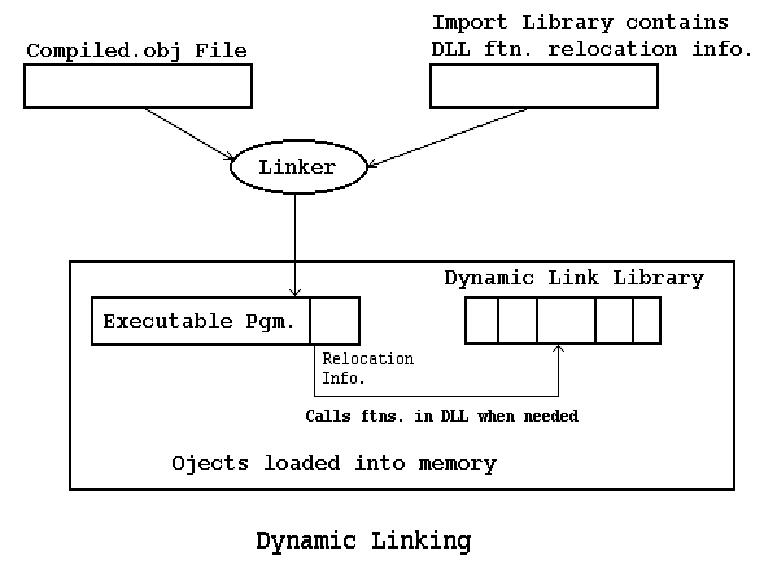 Compiled.obj File
Import Library contains
DLL ftn. relocation info.
Linker
Dynamic Link Library
Executable Pgm.
Relocation
Info.
Calls ftns. in DLL when needed
Ojects loaded into memory
Dynamic Linking